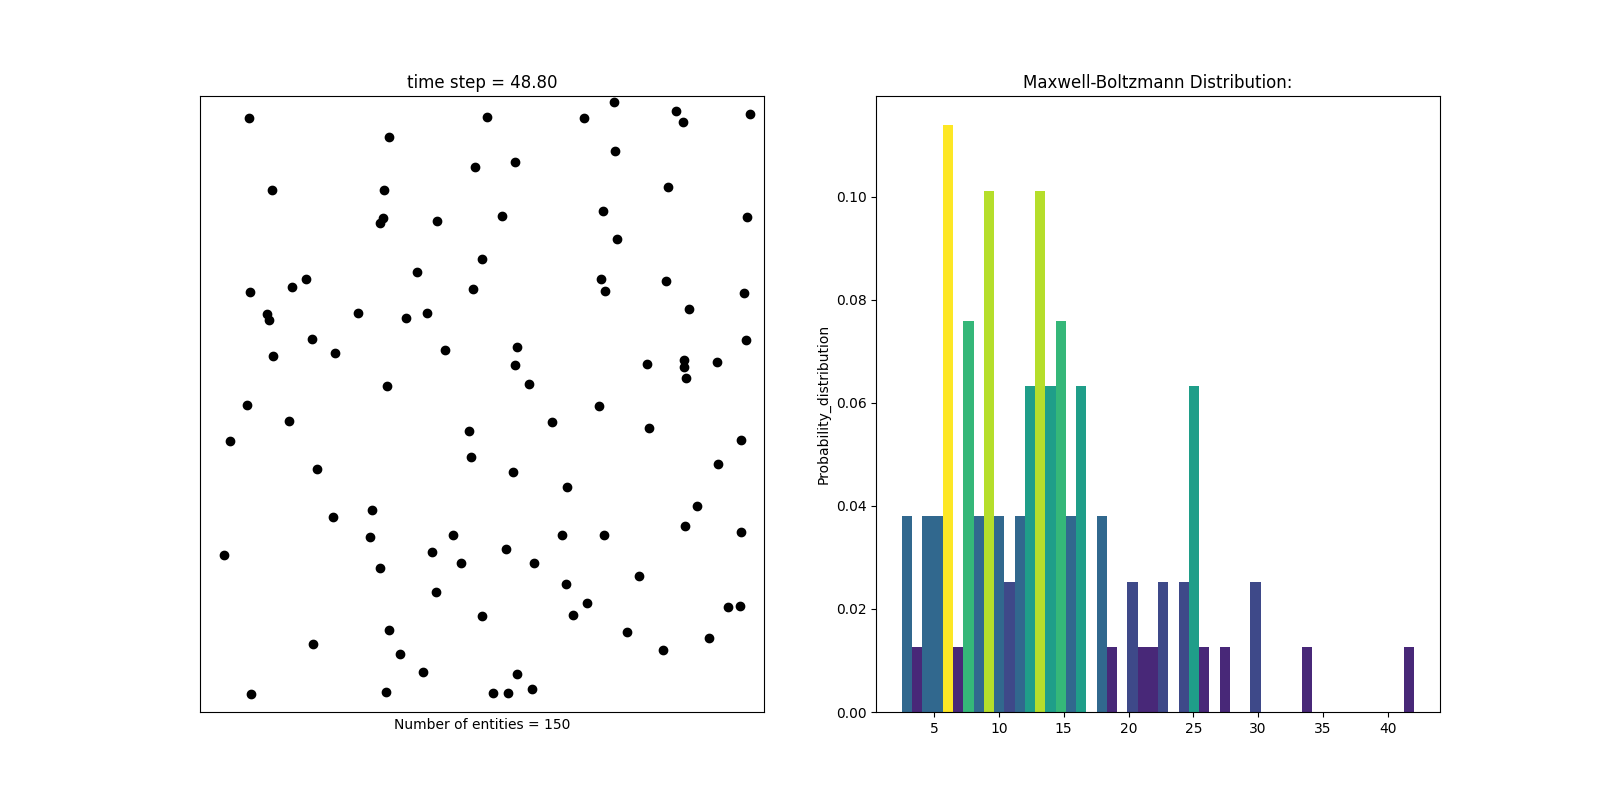 time step = 48.80
Number of entities = 150
Maxwell-Boltzmann Distribution:
Probability_distribution
0.10
0.08
0.06
0.04
0.02
0.00
5 10 15 20 25 30 35 40